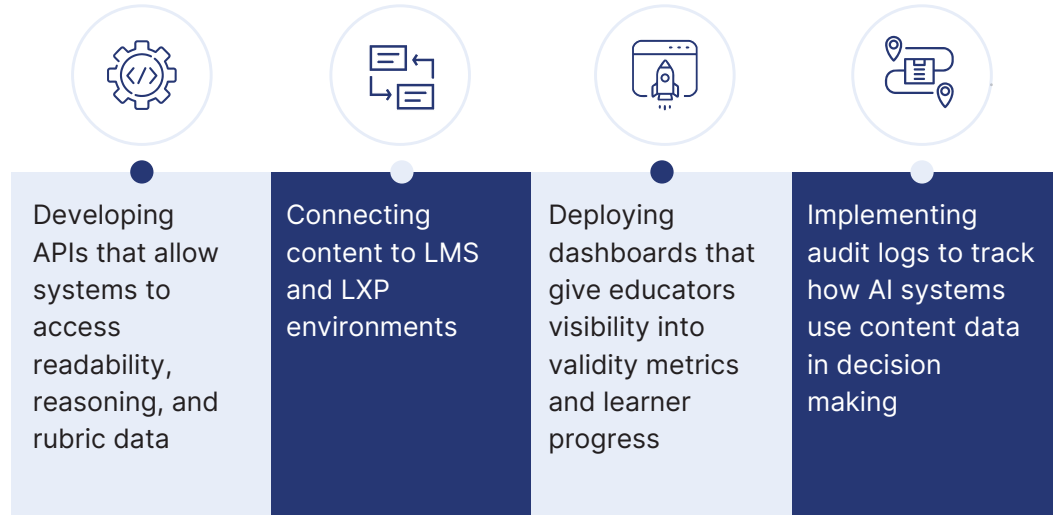 Developing
APIs that allow
systems to
access
readability,
reasoning, and
rubric data
Connecting
content to LMS
and LXP
environments
Deploying
dashboards that
give educators
visibility into
validity metrics
and learner
progress
Implementing
audit logs to track
how AI systems
use content data
in decision
making